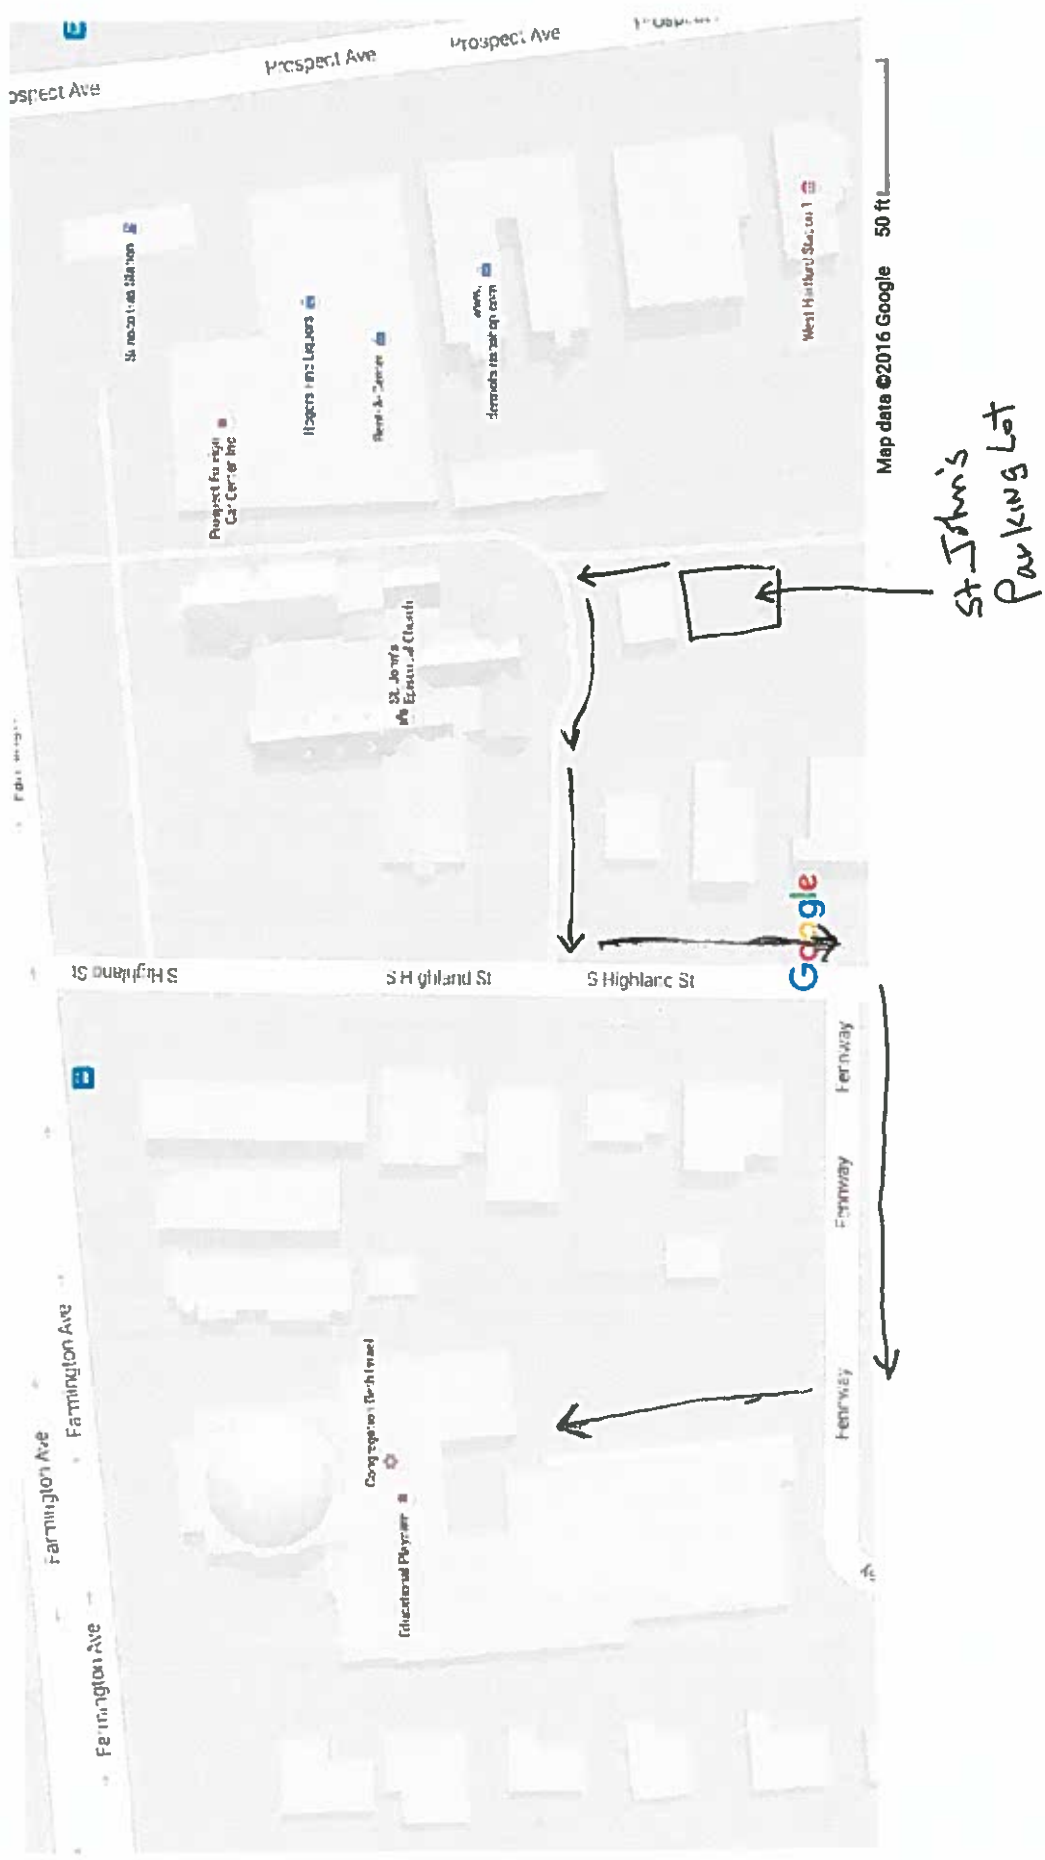 Prospect Ave
Prospect Ave
West Hartford Station 1
Rogers Fine Liquors
Rent-A-Center
Prospect Foreign
Car Center Inc
St. John's
Episcopal Church
Map data ©2016 Google    50 ft
St John's
Parking Lot
S Highland St
S Highland St
S Highland St
Google
Fernway
Fernway
Fernway
Farmington Ave
Farmington Ave
Farmington Ave
Congregation Beth Israel
Educational Playcare